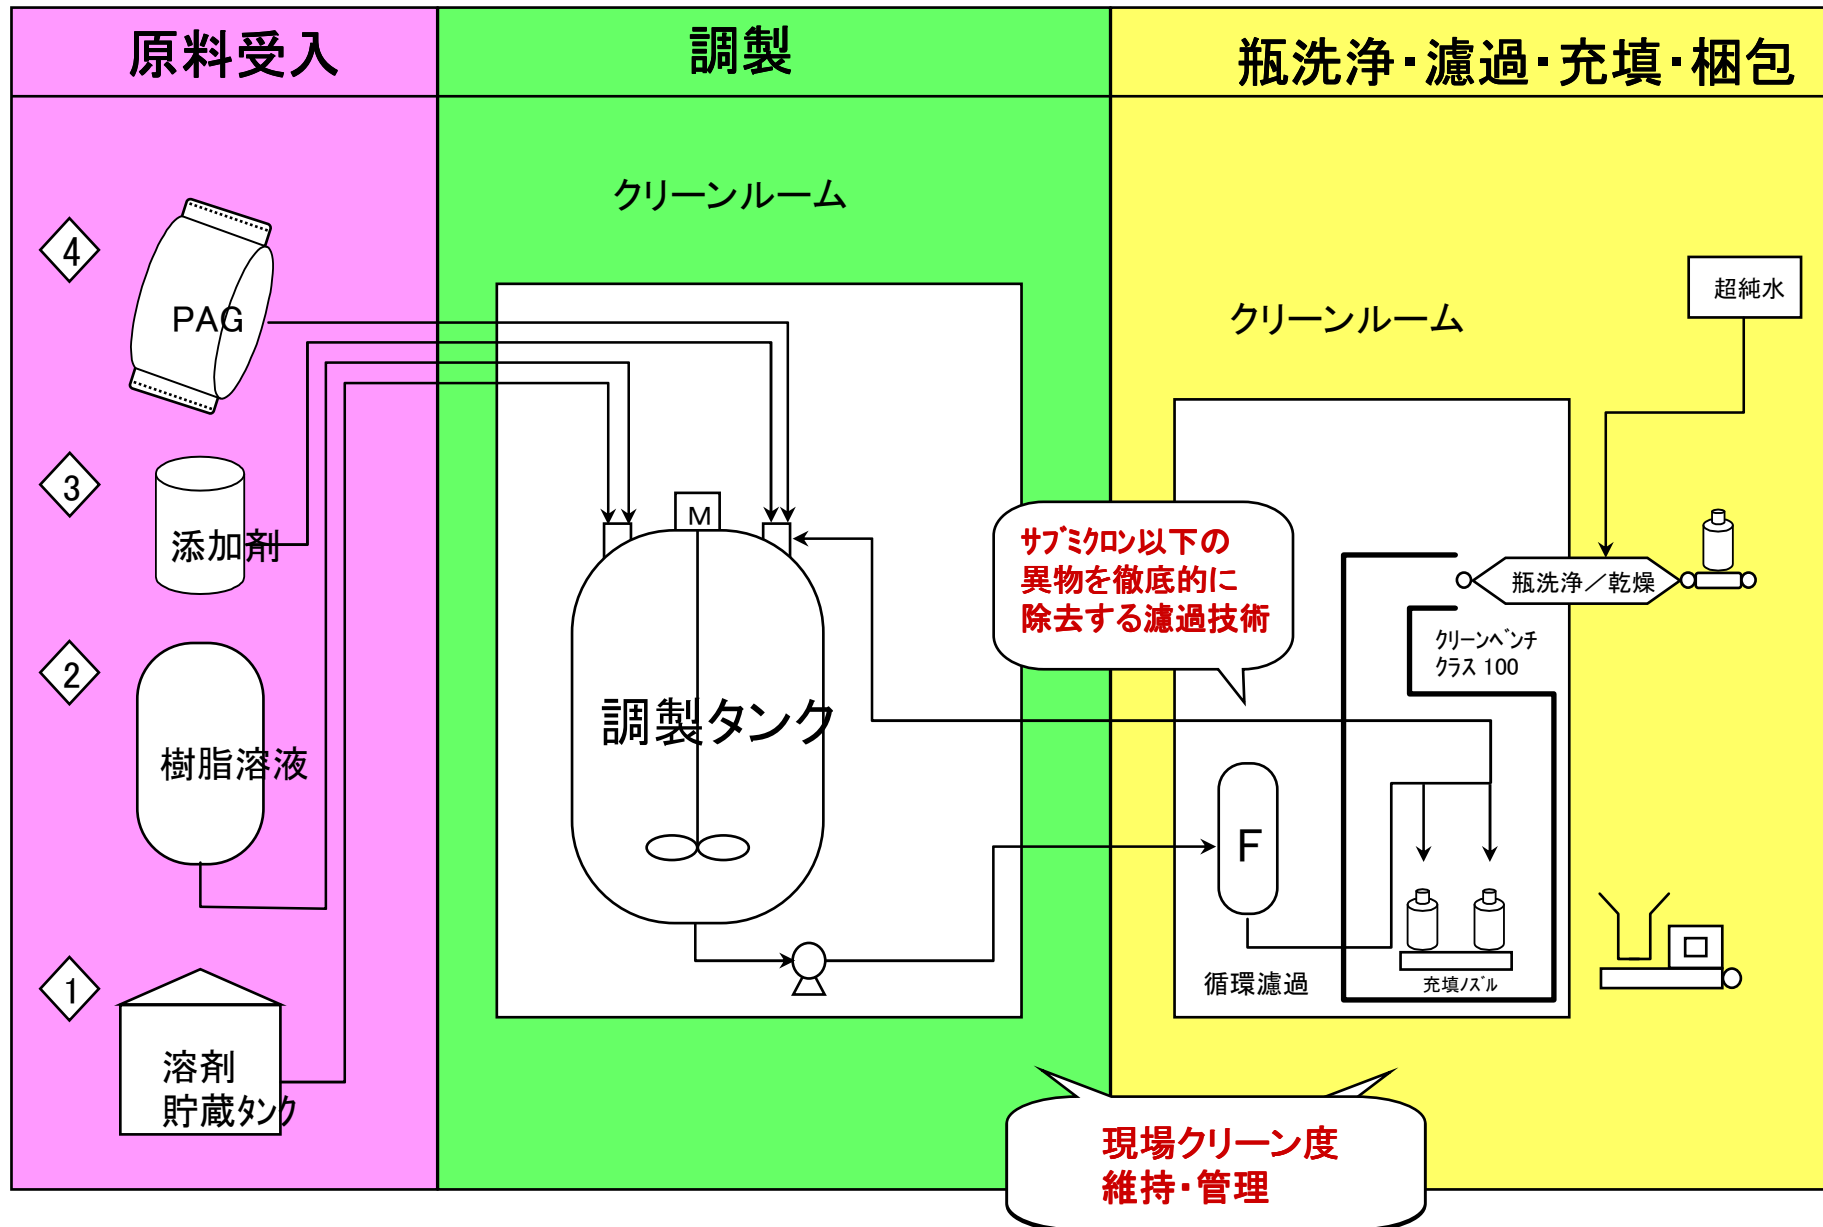 原料受入
調製
瓶洗浄・濾過・充填・梱包
クリーンルーム
クリーンルーム
超純水
4
PAG
3
添加剤
2
樹脂溶液
1
溶剤
貯蔵ﾀﾝｸ
M
調製タンク
ｻﾌﾞﾐｸﾛﾝ以下の
異物を徹底的に
除去する濾過技術
瓶洗浄／乾燥
ｸﾘｰﾝﾍﾞﾝﾁ
ｸﾗｽ 100
F
循環濾過
充填ﾉｽﾞﾙ
現場クリーン度
維持・管理